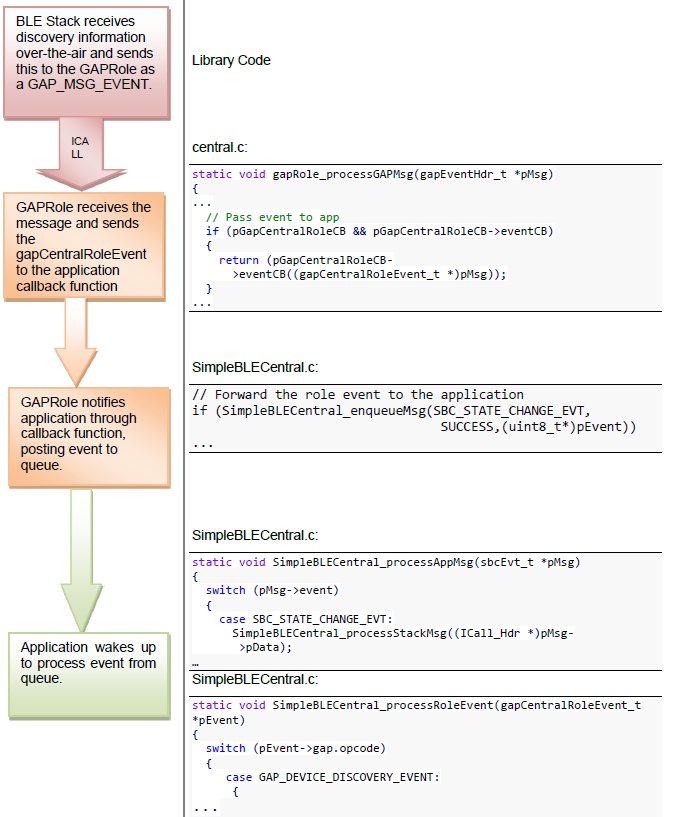 BLE Stack receives
discovery information
over-the-air and sends
this to the GAPRole as
a GAP_MSG_EVENT.
Library Code
ICA
LL
central.c:
static void gapRole_processGAPMsg(gapEventHdr_t *pMsg)
{
...
// Pass event to app
if (pGapCentralRoleCB && pGapCentralRoleCB->eventCB)
{
return (pGapCentralRoleCB-
>eventCB((gapCentralRoleEvent_t *)pMsg));
}
...
GAPRole receives the
message and sends
the
gapCentralRoleEvent
to the application
callback function
SimpleBLECentral.c:
// Forward the role event to the application
if (SimpleBLECentral_enqueueMsg(SBC_STATE_CHANGE_EVT,
SUCCESS,(uint8_t*)pEvent))
...
GAPRole notifies
application through
callback function,
posting event to
queue.
SimpleBLECentral.c:
static void SimpleBLECentral_processAppMsg(sbcEvt_t *pMsg)
{
switch (pMsg->event)
{
case SBC_STATE_CHANGE_EVT:
SimpleBLECentral_processStackMsg((ICall_Hdr *)pMsg-
>pData);
…
Application wakes up
to process event from
queue.
SimpleBLECentral.c:
static void SimpleBLECentral_processRoleEvent(gapCentralRoleEvent_t
*pEvent)
{
switch (pEvent->gap.opcode)
{
case GAP_DEVICE_DISCOVERY_EVENT:
{
...